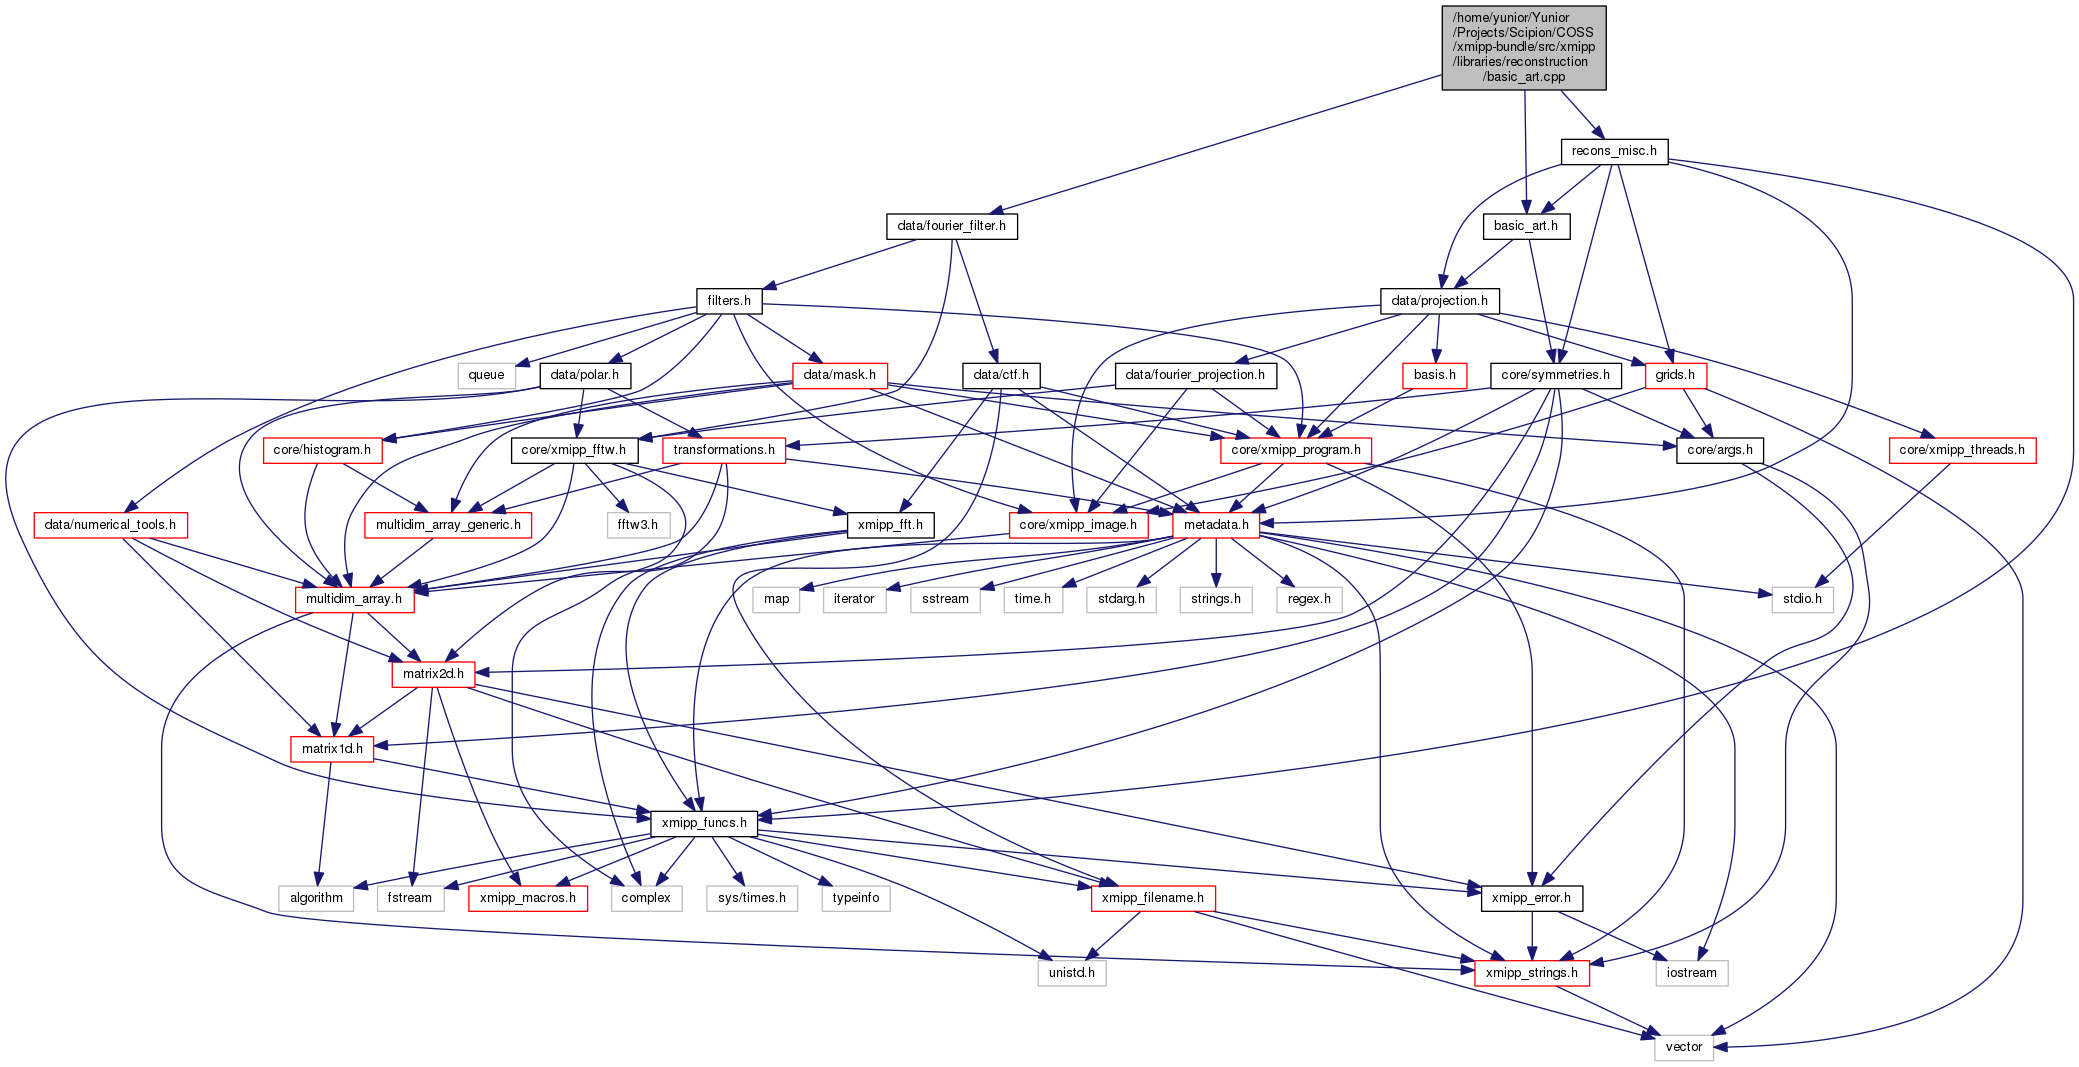 /home/yunior/Yunior
/Projects/Scipion/COSS
/xmipp-bundle/src/xmipp
/libraries/reconstruction
/basic_art.cpp
recons_misc.h
data/fourier_filter.h
basic_art.h
filters.h
data/projection.h
queue
data/polar.h
data/mask.h
data/ctf.h
data/fourier_projection.h
basis.h
core/symmetries.h
grids.h
core/histogram.h
core/xmipp_fftw.h
transformations.h
core/xmipp_program.h
core/args.h
core/xmipp_threads.h
data/numerical_tools.h
multidim_array_generic.h
fftw3.h
xmipp_fft.h
core/xmipp_image.h
metadata.h
multidim_array.h
map
iterator
sstream
time.h
stdarg.h
strings.h
regex.h
stdio.h
matrix2d.h
matrix1d.h
xmipp_funcs.h
algorithm
fstream
xmipp_macros.h
complex
sys/times.h
typeinfo
xmipp_filename.h
xmipp_error.h
unistd.h
xmipp_strings.h
iostream
vector